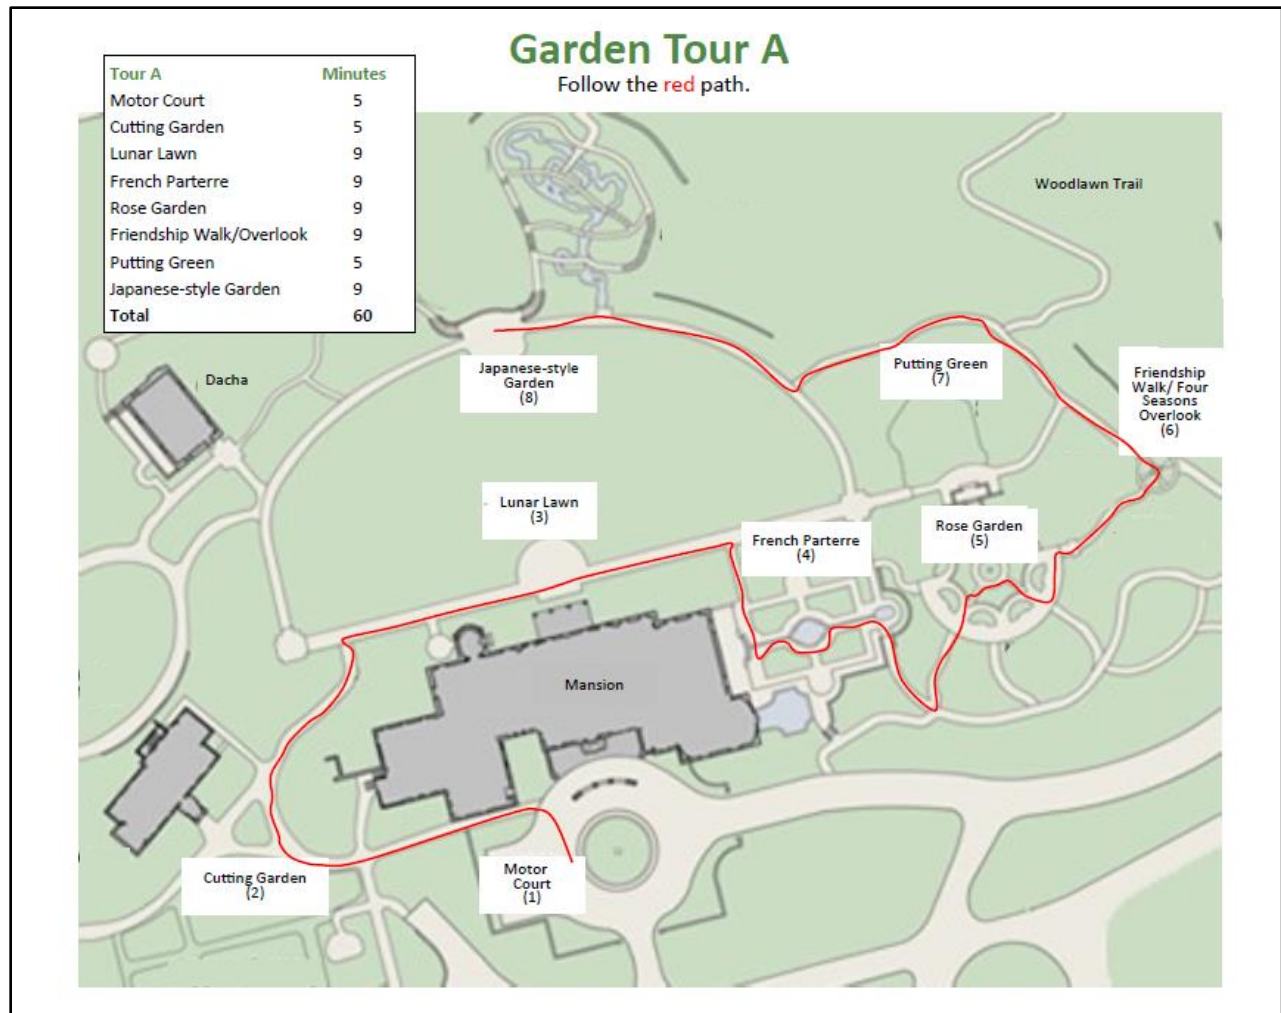 Garden Tour A
Follow the red path.
Tour A Minutes
Motor Court 5
Cutting Garden 5
Lunar Lawn 9
French Parterre 9
Rose Garden 9
Friendship Walk/Overlook 9
Putting Green 5
Japanese-style Garden 9
Total 60
Woodlawn Trail
Dacha
Japanese-style
Garden
(8)
Putting Green
(7)
Friendship
Walk/ Four
Seasons
Overlook
(6)
Lunar Lawn
(3)
French Parterre
(4)
Rose Garden
(5)
Mansion
Cutting Garden
(2)
Motor
Court
(1)